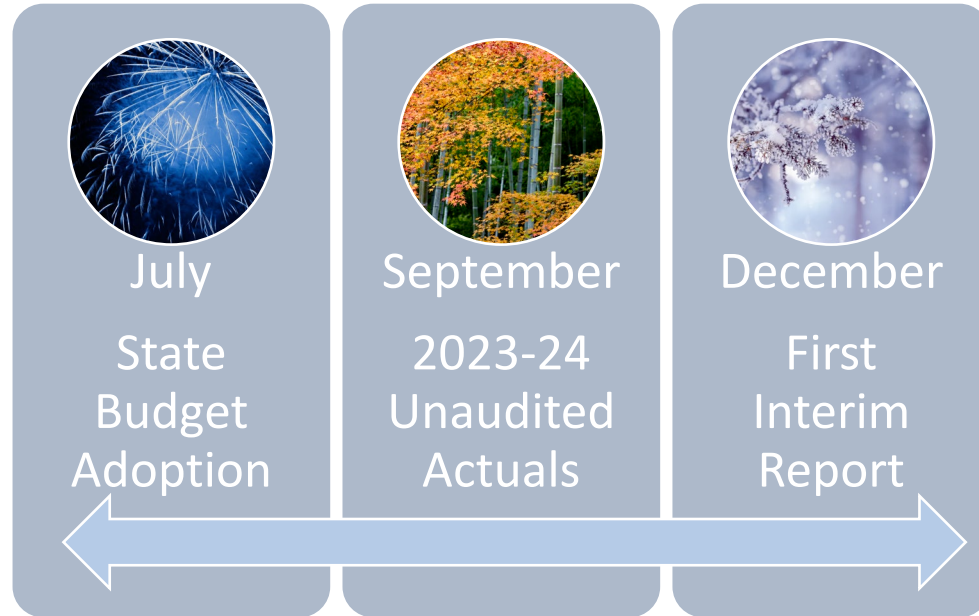 July
State
Budget
Adoption
September
2023-24
Unaudited
Actuals
December
First
Interim
Report